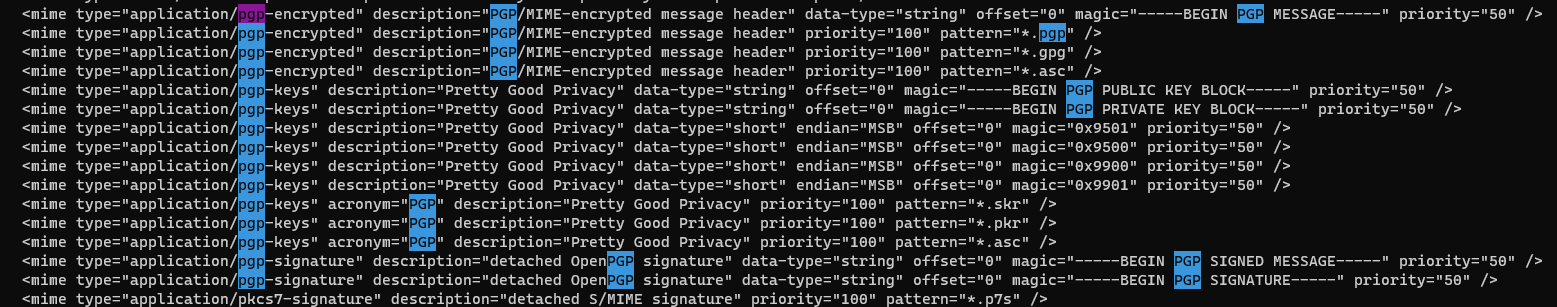 <mime type="application/pgp-encrypted" description="PGP/MIME-encrypted message header" data-type="string" offset="0" magic="-----BEGIN PGP MESSAGE-----" priority="50" />
<mime type="application/pgp-encrypted" description="PGP/MIME-encrypted message header" priority="100" pattern="*.pgp" />
<mime type="application/pgp-encrypted" description="PGP/MIME-encrypted message header" priority="100" pattern="*.gpg" />
<mime type="application/pgp-encrypted" description="PGP/MIME-encrypted message header" priority="100" pattern="*.asc" />
<mime type="application/pgp-keys" description="Pretty Good Privacy" data-type="string" offset="0" magic="-----BEGIN PGP PUBLIC KEY BLOCK-----" priority="50" />
<mime type="application/pgp-keys" description="Pretty Good Privacy" data-type="string" offset="0" magic="-----BEGIN PGP PRIVATE KEY BLOCK-----" priority="50" />
<mime type="application/pgp-keys" description="Pretty Good Privacy" data-type="short" endian="MSB" offset="0" magic="0x9501" priority="50" />
<mime type="application/pgp-keys" description="Pretty Good Privacy" data-type="short" endian="MSB" offset="0" magic="0x9500" priority="50" />
<mime type="application/pgp-keys" description="Pretty Good Privacy" data-type="short" endian="MSB" offset="0" magic="0x9900" priority="50" />
<mime type="application/pgp-keys" description="Pretty Good Privacy" data-type="short" endian="MSB" offset="0" magic="0x9901" priority="50" />
<mime type="application/pgp-keys" acronym="PGP" description="Pretty Good Privacy" priority="100" pattern="*.skr" />
<mime type="application/pgp-keys" acronym="PGP" description="Pretty Good Privacy" priority="100" pattern="*.pkr" />
<mime type="application/pgp-keys" acronym="PGP" description="Pretty Good Privacy" priority="100" pattern="*.asc" />
<mime type="application/pgp-signature" description="detached OpenPGP signature" data-type="string" offset="0" magic="-----BEGIN PGP SIGNED MESSAGE-----" priority="50" />
<mime type="application/pgp-signature" description="detached OpenPGP signature" data-type="string" offset="0" magic="-----BEGIN PGP SIGNATURE-----" priority="50" />
<mime type="application/pkcs7-signature" description="detached S/MIME signature" priority="100" pattern="*.p7s" />